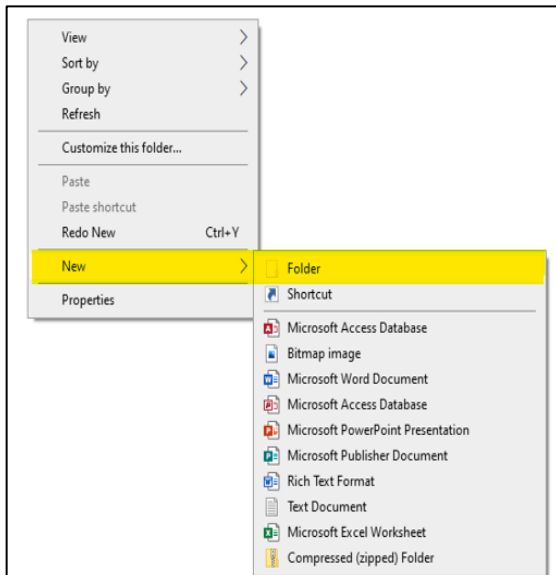 View
Sort by
Group by
Refresh
Customize this folder...
Paste
Paste shortcut
Redo New Ctrl+Y
New
Properties
Folder
Shortcut
Microsoft Access Database
Bitmap image
Microsoft Word Document
Microsoft Access Database
Microsoft PowerPoint Presentation
Microsoft Publisher Document
Rich Text Format
Text Document
Microsoft Excel Worksheet
Compressed (zipped) Folder